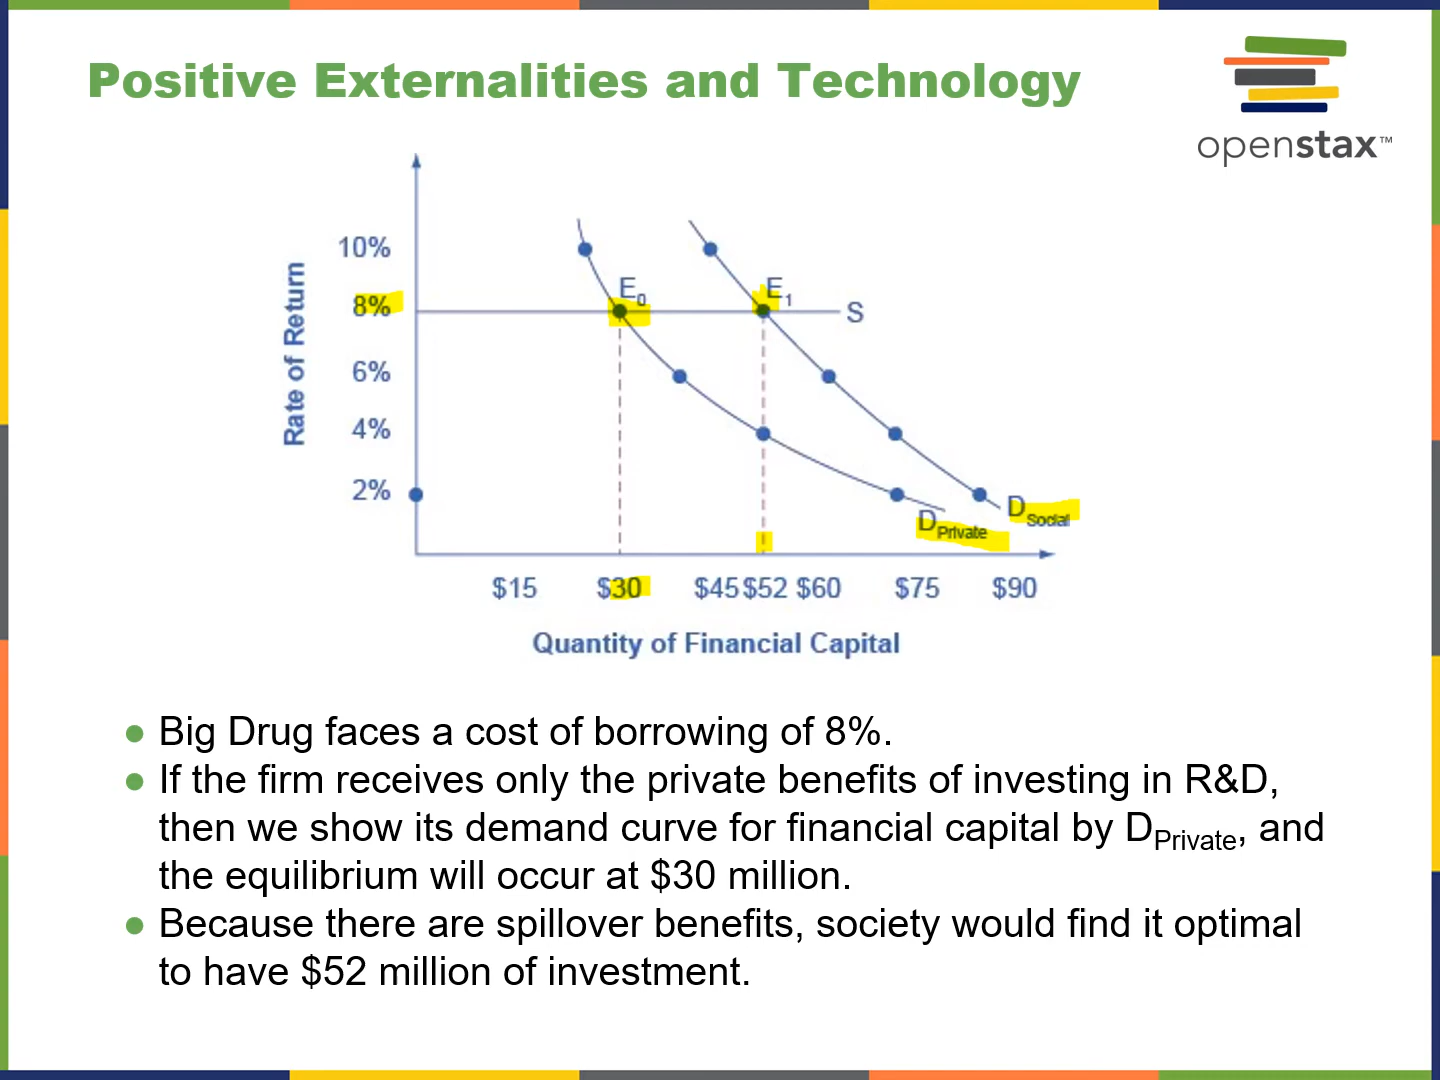 Positive Externalities and Technology
openstax™
10%
8%
6%
4%
2%
Rate of Return
E0
E1
S
DSocial
DPrivate
$15 $30 $45 $52 $60 $75 $90
Quantity of Financial Capital
● Big Drug faces a cost of borrowing of 8%.
● If the firm receives only the private benefits of investing in R&D,
then we show its demand curve for financial capital by DPrivate, and
the equilibrium will occur at $30 million.
● Because there are spillover benefits, society would find it optimal
to have $52 million of investment.